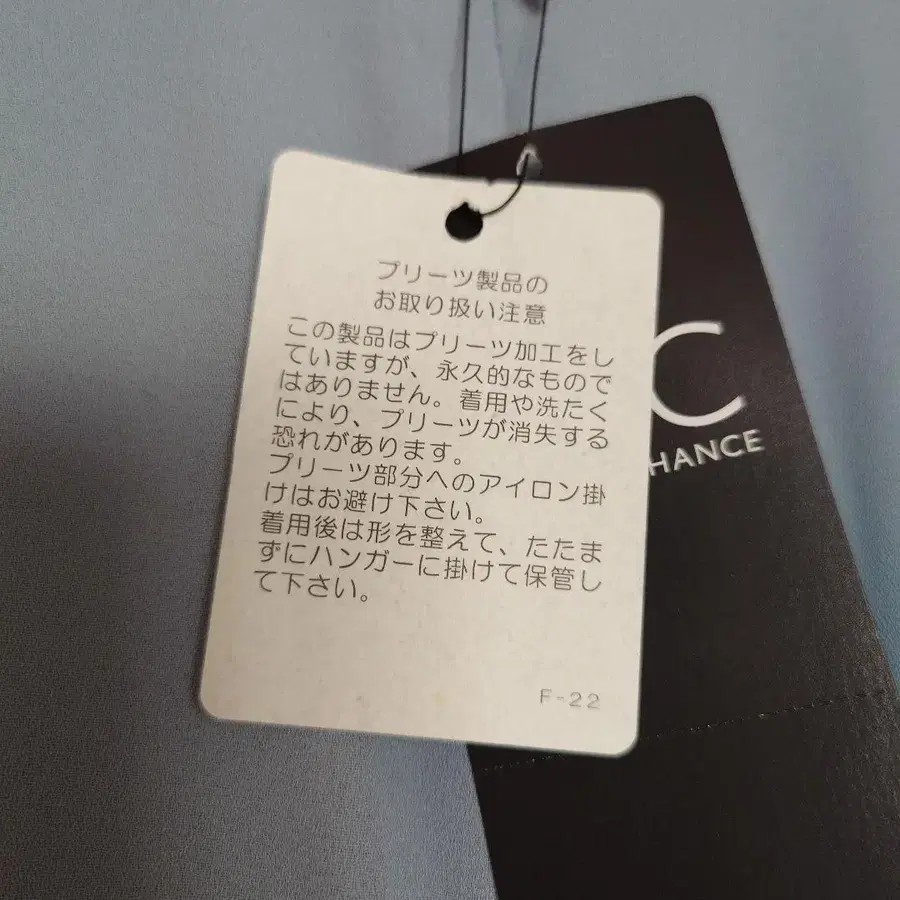 プリーツ製品の
お取り扱い注意
この製品はプリーツ加工をし
ていますが、永久的なもので
はありません。着用や洗たく
により、プリーツが消失する
恐れがあります。
プリーツ部分へのアイロン掛
けはお避け下さい。
着用後は形を整えて、たたま
ずにハンガーに掛けて保管し
て下さい。
F-22
C
HANCE